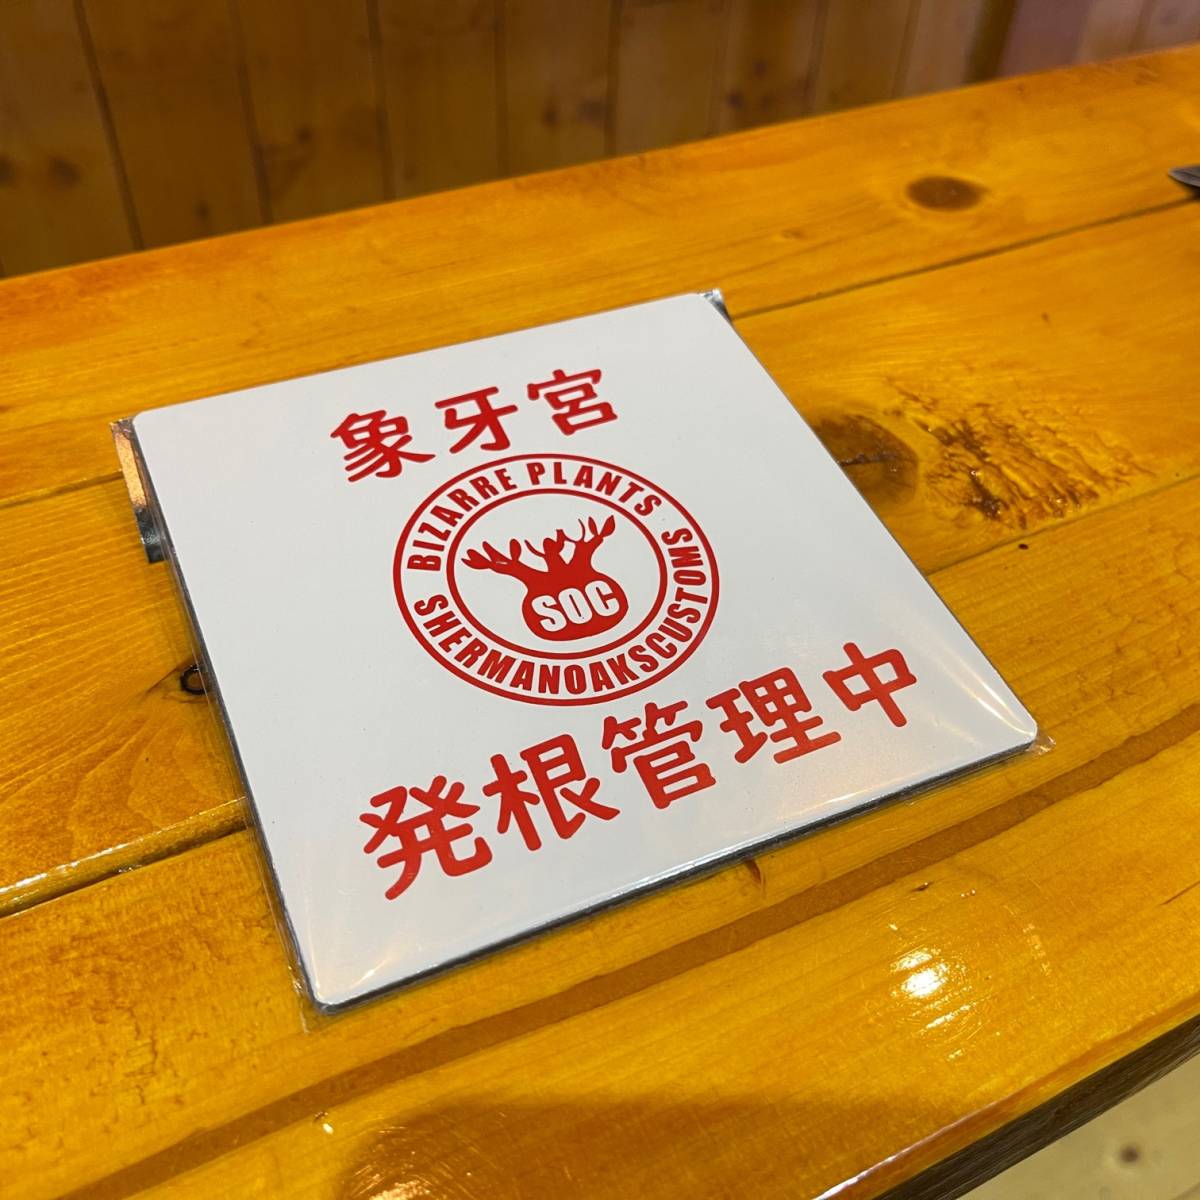 象牙宮
BIZARRE PLANTS
SOC
SHERMANOAKSCUSTOMS
発根管理中